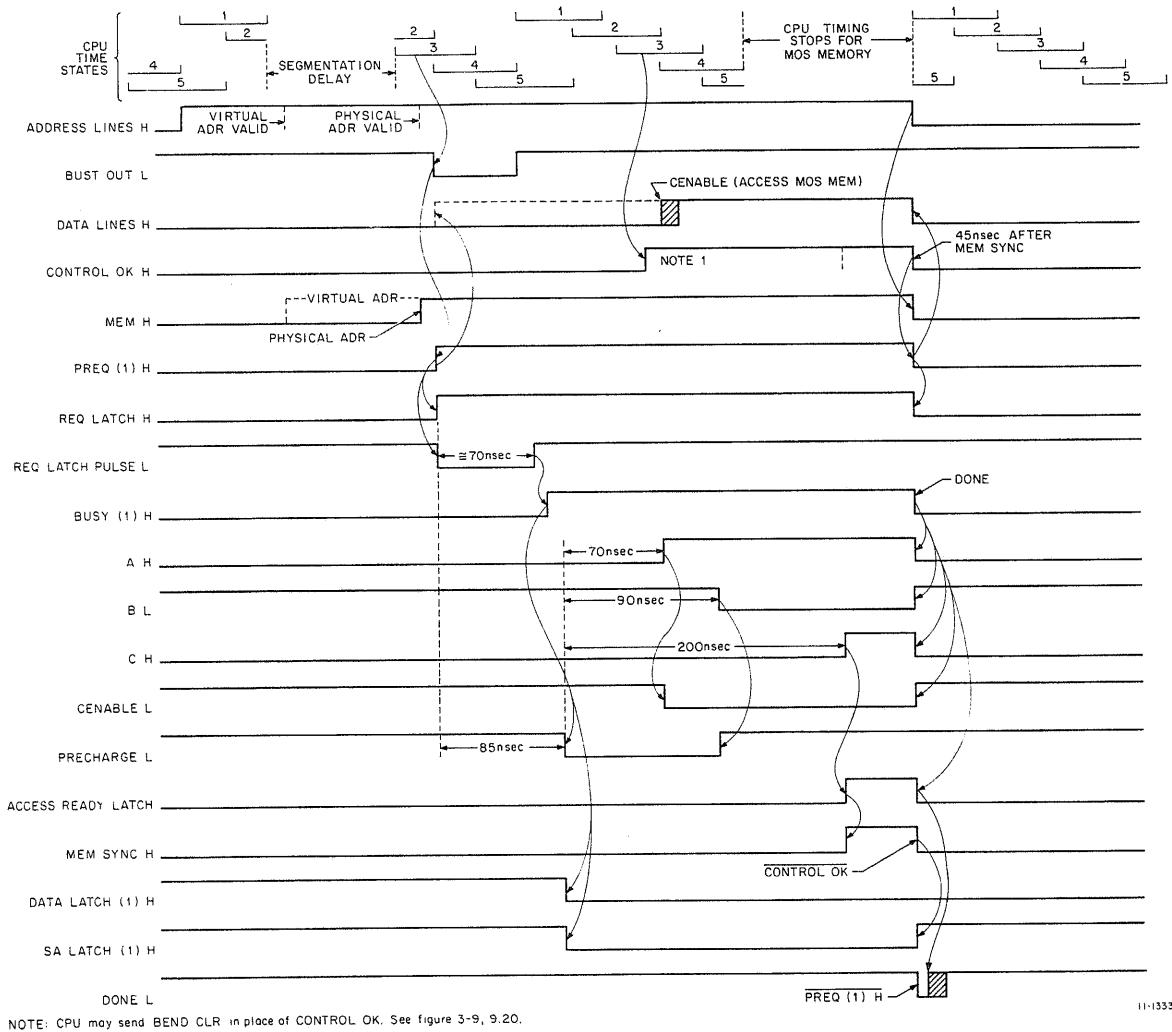 CPU
TIME
STATES
1
2
4
5
SEGMENTATION
DELAY
2
3
4
5
1
2
3
4
5
CPU TIMING
STOPS FOR
MOS MEMORY
1
2
3
4
5
5
ADDRESS LINES H
VIRTUAL
ADR VALID
PHYSICAL
ADR VALID
BUST OUT L
CENABLE (ACCESS MOS MEM)
DATA LINES H
45nsec AFTER
MEM SYNC
NOTE 1
CONTROL OK H
VIRTUAL ADR
MEM H
PHYSICAL ADR
PREQ (1) H
REQ LATCH H
≅70nsec
REQ LATCH PULSE L
DONE
BUSY (1) H
70nsec
A H
90nsec
B L
200nsec
C H
CENABLE L
85nsec
PRECHARGE L
ACCESS READY LATCH
MEM SYNC H
CONTROL OK
DATA LATCH (1) H
SA LATCH (1) H
DONE L
PREQ (1) H
11-1333
NOTE: CPU may send BEND CLR in place of CONTROL OK. See figure 3-9, 9.20.